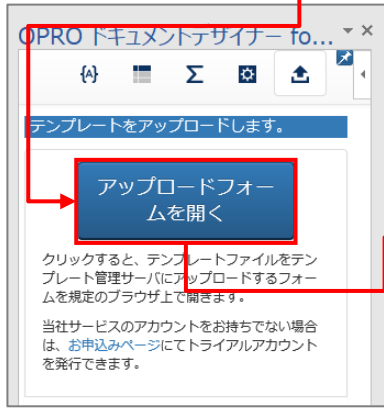 OPRO ドキュメントデザイナー fo...
{A} Σ
テンプレートをアップロードします。
アップロードフォー
ムを開く
クリックすると、テンプレートファイルをテン
プレート管理サーバにアップロードするフォー
ムを規定のブラウザ上で開きます。
当社サービスのアカウントをお持ちでない場合
は、お申込みページにてトライアルアカウント
を発行できます。